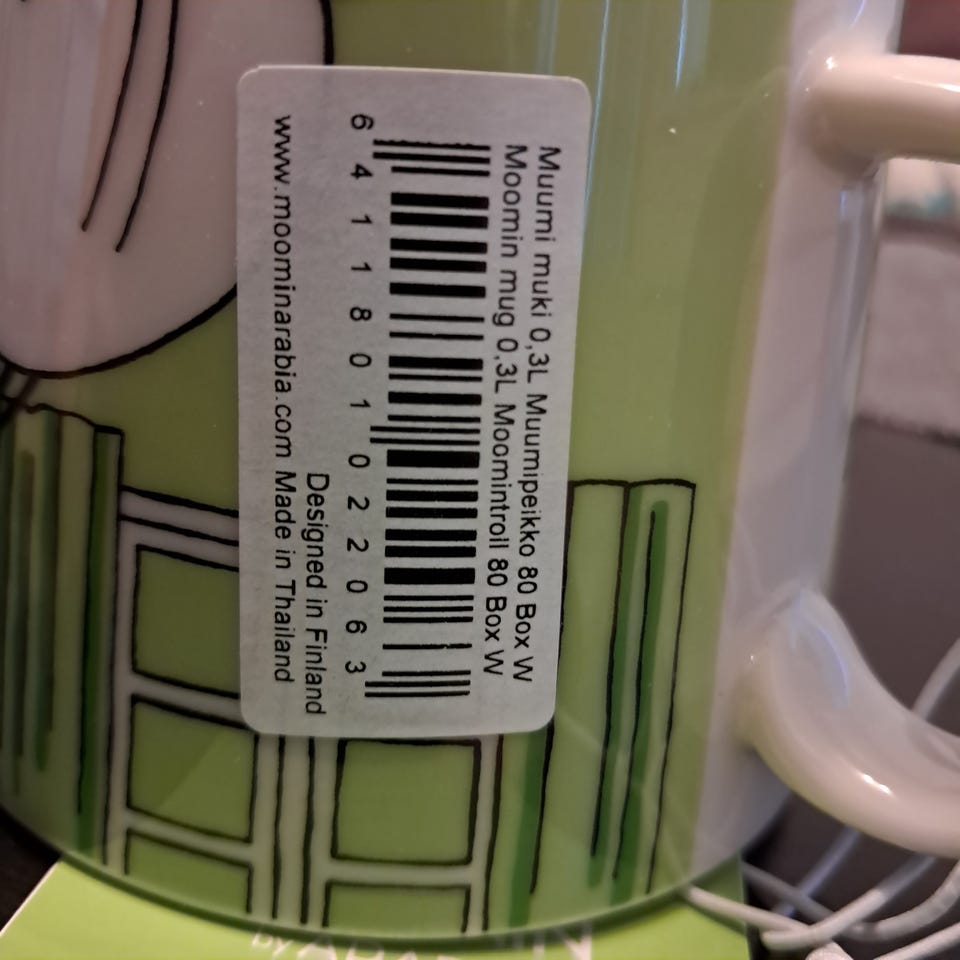 Muumi muki 0,3L Muumipeikko 80 Box W
Moomin mug 0.3L Moomintroll 80 Box W
6 411801 022063
Designed in Finland
www.moominarabia.com Made in Thailand
by